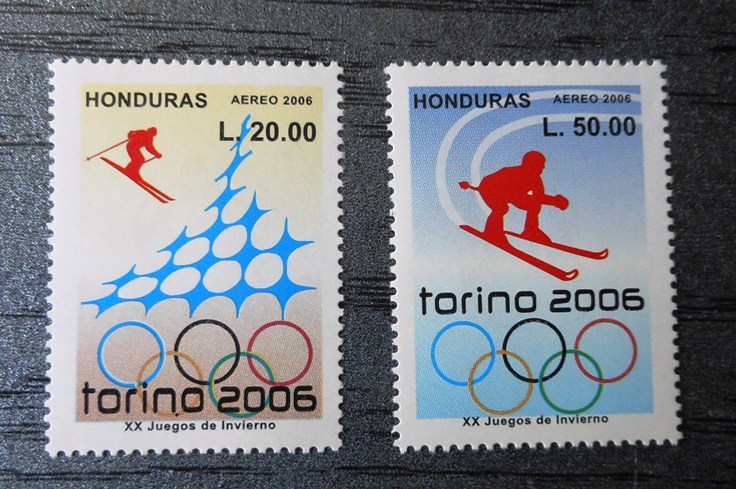 HONDURAS AEREO 2006
L. 20.00
torino 2006
XX Juegos de Invierno
HONDURAS AEREO 2006
L. 50.00
torino 2006
XX Juegos de Invierno